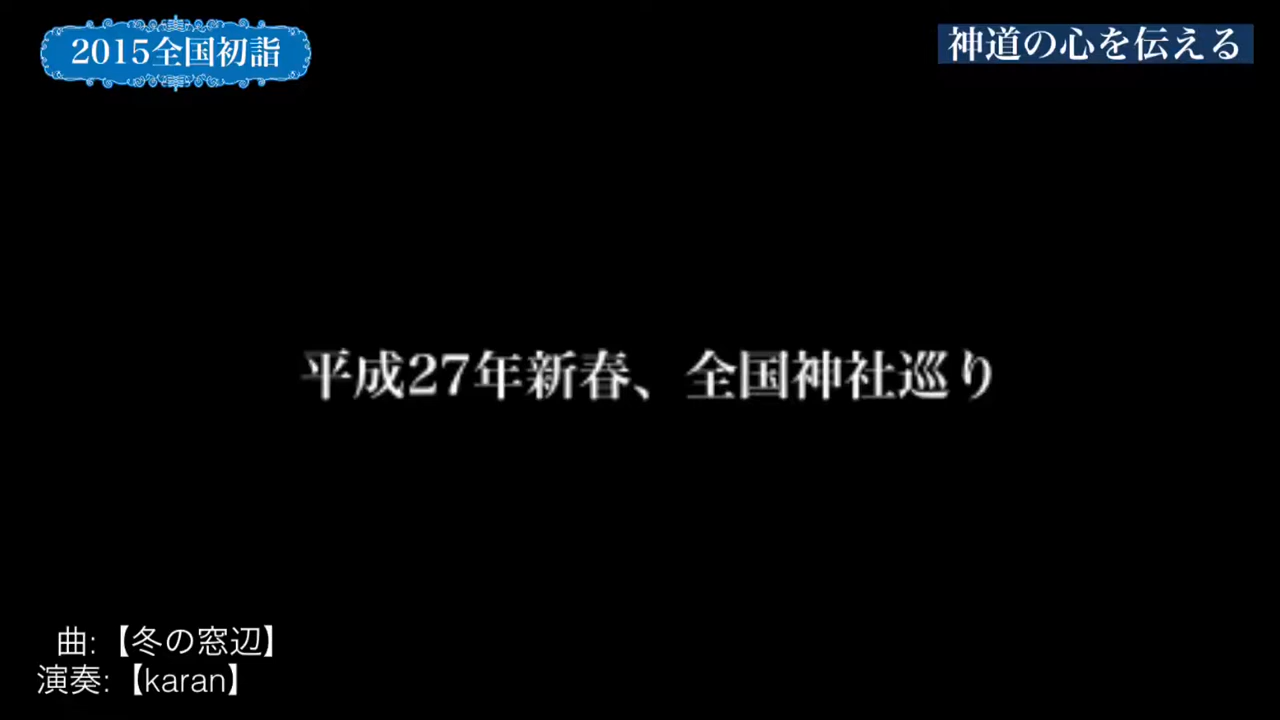 2015全国初詣
神道の心を伝える
平成27年新春、全国神社巡り
曲:【冬の窓辺】
演奏:【karan】